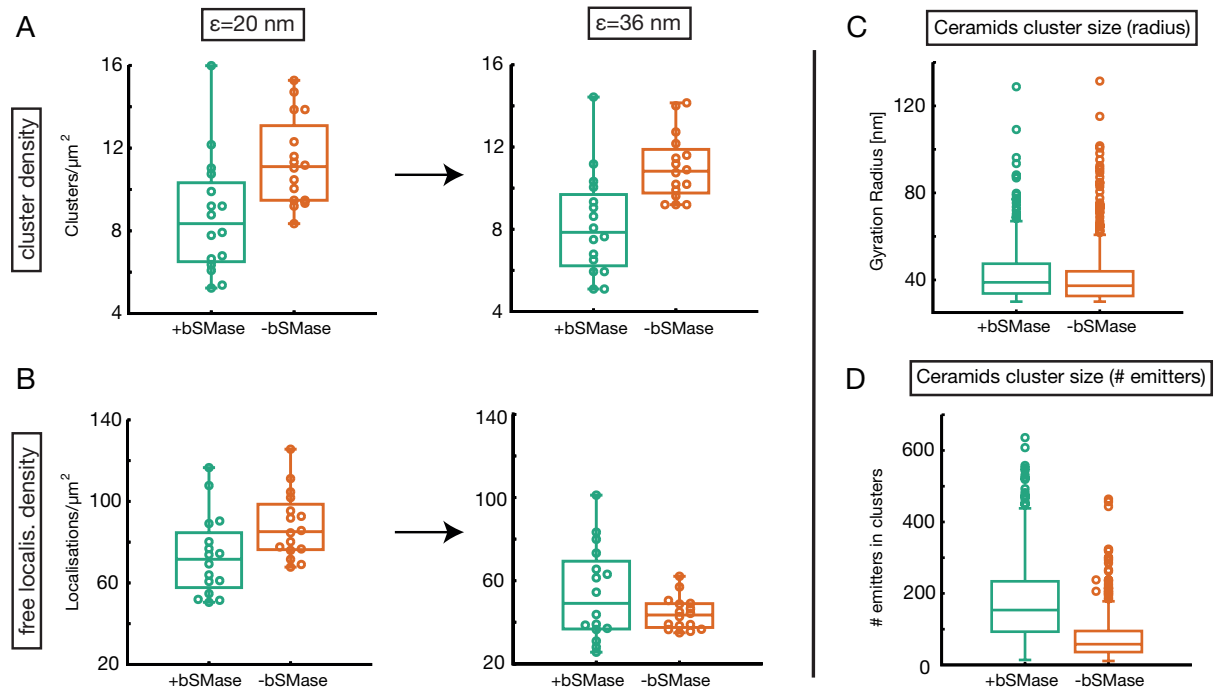 A
ε=20 nm
ε=36 nm
cluster density
Clusters/µm²
16
12
8
4
+bSMase
-bSMase
16
12
8
4
+bSMase
-bSMase
B
free localis. density
Localisations/µm²
140
100
60
20
+bSMase
-bSMase
140
100
60
20
+bSMase
-bSMase
C
Ceramids cluster size (radius)
Gyration Radius [nm]
120
80
40
+bSMase
-bSMase
D
Ceramids cluster size (# emitters)
# emitters in clusters
600
400
200
0
+bSMase
-bSMase